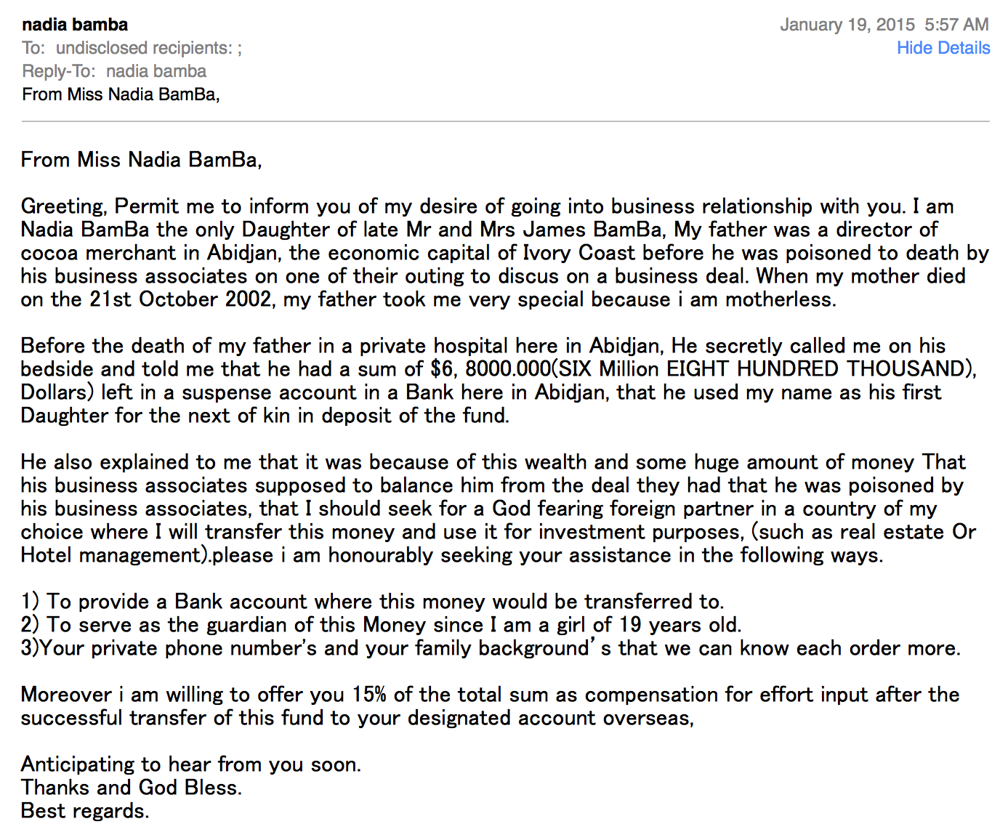 nadia bamba
January 19, 2015 5:57 AM
To: undisclosed recipients: ;
Hide Details
Reply-To: nadia bamba
From Miss Nadia BamBa,
From Miss Nadia BamBa,
Greeting, Permit me to inform you of my desire of going into business relationship with you. I am
Nadia BamBa the only Daughter of late Mr and Mrs James BamBa, My father was a director of
cocoa merchant in Abidjan, the economic capital of Ivory Coast before he was poisoned to death by
his business associates on one of their outing to discus on a business deal. When my mother died
on the 21st October 2002, my father took me very special because i am motherless.
Before the death of my father in a private hospital here in Abidjan, He secretly called me on his
bedside and told me that he had a sum of $6, 8000.000(SIX Million EIGHT HUNDRED THOUSAND),
Dollars) left in a suspense account in a Bank here in Abidjan, that he used my name as his first
Daughter for the next of kin in deposit of the fund.
He also explained to me that it was because of this wealth and some huge amount of money That
his business associates supposed to balance him from the deal they had that he was poisoned by
his business associates, that I should seek for a God fearing foreign partner in a country of my
choice where I will transfer this money and use it for investment purposes, (such as real estate Or
Hotel management).please i am honourably seeking your assistance in the following ways.
1) To provide a Bank account where this money would be transferred to.
2) To serve as the guardian of this Money since I am a girl of 19 years old.
3)Your private phone number's and your family background’s that we can know each order more.
Moreover i am willing to offer you 15% of the total sum as compensation for effort input after the
successful transfer of this fund to your designated account overseas,
Anticipating to hear from you soon.
Thanks and God Bless.
Best regards.